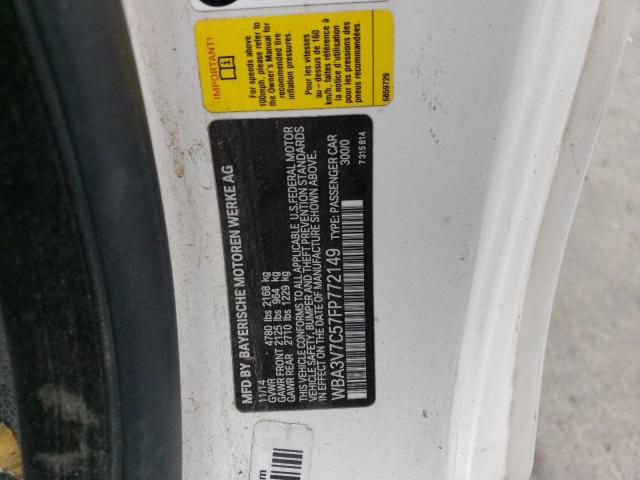 IMPORTANT!
For speeds above
100mph, please refer to
the Owner's Manual for
recommended tire
inflation pressures.
Pour les vitesses
au - dessus de 160
km/h, faites référence à
la notice d'utilisation
pour les pressions des
pneus recommandées.
6859729
MFD BY BAYERISCHE MOTOREN WERKE AG
11/14
GVWR 4780 lbs 2168 kg
GAWR FRONT 2125 lbs 964 kg
GAWR REAR 2710 lbs 1229 kg
THIS VEHICLE CONFORMS TO ALL APPLICABLE U.S.FEDERAL MOTOR
VEHICLE SAFETY, BUMPER AND THEFT PREVENTION STANDARDS
IN EFFECT ON THE DATE OF MANUFACTURE SHOWN ABOVE.
WBA3V7C57FP772149 TYPE: PASSENGER CAR
300/0
7 315 814